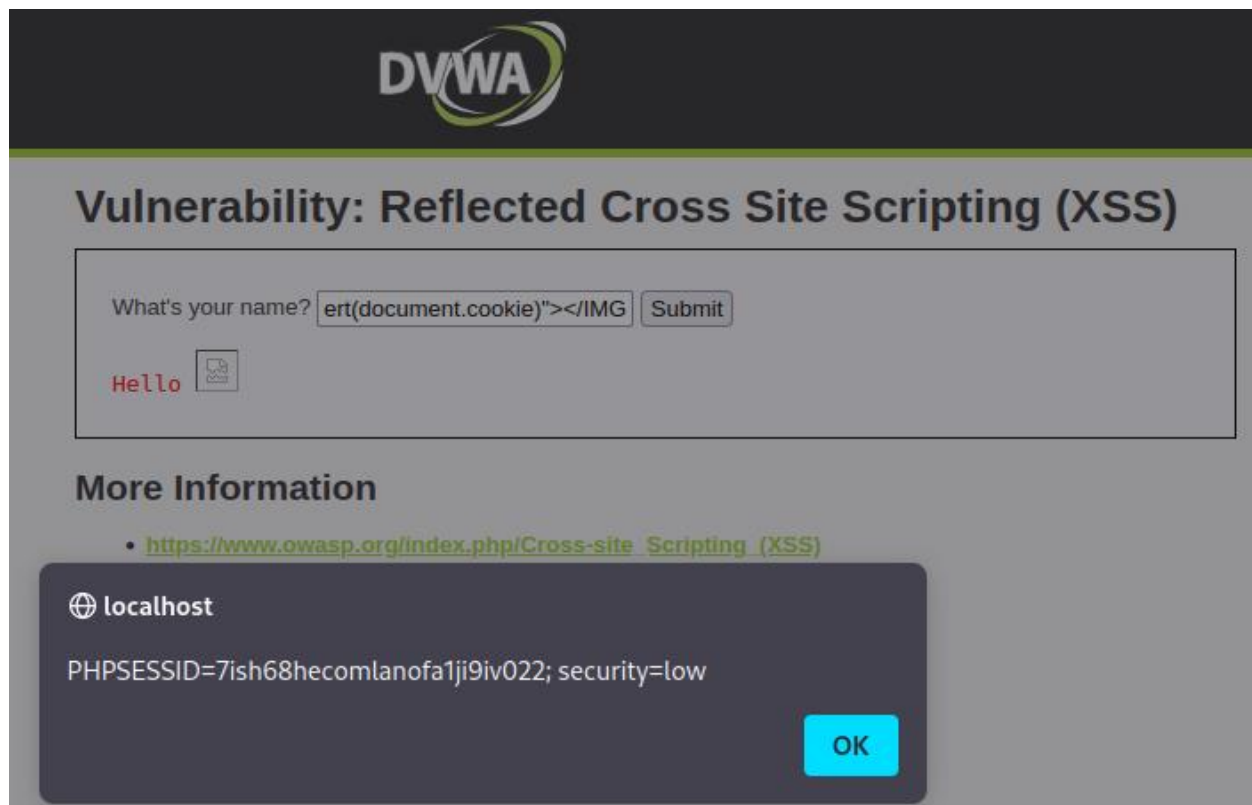 DVWA
Vulnerability: Reflected Cross Site Scripting (XSS)
What's your name? ert(document.cookie)"></IMG Submit
Hello
More Information
• https://www.owasp.org/index.php/Cross-site_Scripting_(XSS)
localhost
PHPSESSID=7ish68hecomlanofa1ji9iv022; security=low
OK